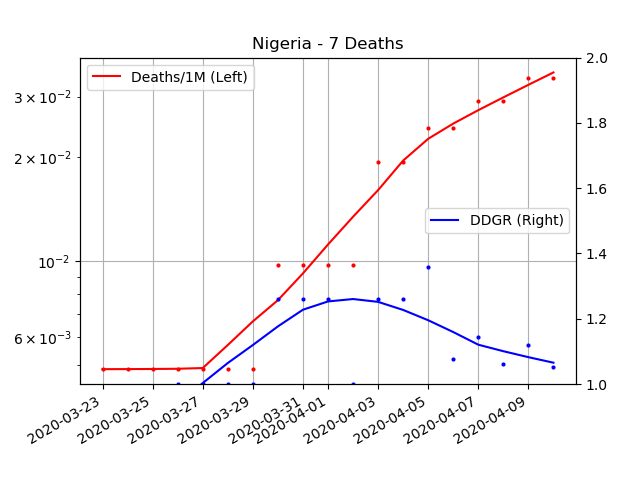 Nigeria - 7 Deaths
Deaths/1M (Left)
DDGR (Right)
3 × 10⁻²
2 × 10⁻²
10⁻²
6 × 10⁻³
2.0
1.8
1.6
1.4
1.2
1.0
2020-03-23
2020-03-25
2020-03-27
2020-03-29
2020-03-31
2020-04-01
2020-04-03
2020-04-05
2020-04-07
2020-04-09